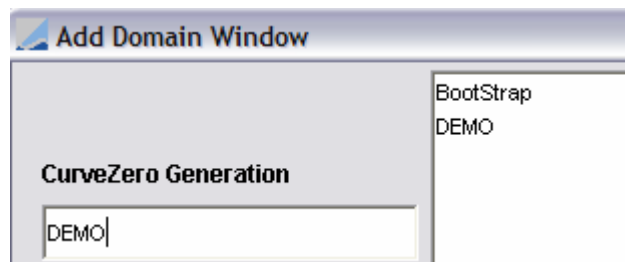 Add Domain Window
BootStrap
DEMO
CurveZero Generation
DEMO